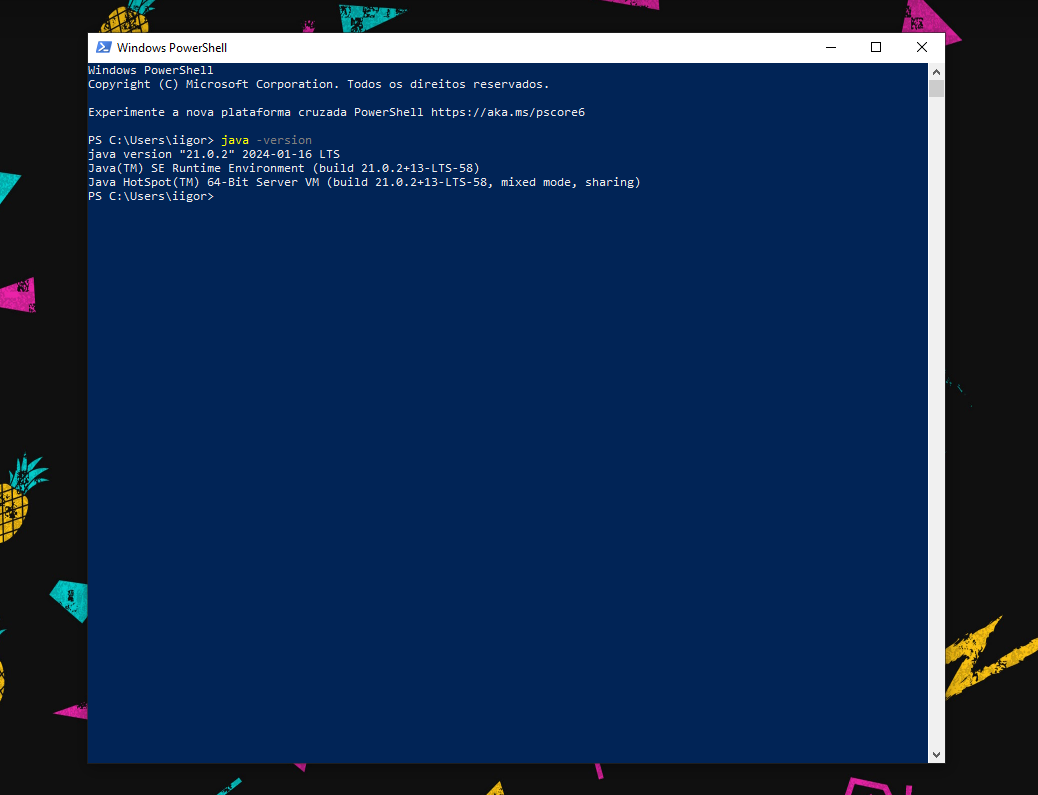 Windows PowerShell
Windows PowerShell
Copyright (C) Microsoft Corporation. Todos os direitos reservados.
Experimente a nova plataforma cruzada PowerShell https://aka.ms/pscore6
PS C:\Users\iigor> java -version
java version "21.0.2" 2024-01-16 LTS
Java(TM) SE Runtime Environment (build 21.0.2+13-LTS-58)
Java HotSpot(TM) 64-Bit Server VM (build 21.0.2+13-LTS-58, mixed mode, sharing)
PS C:\Users\iigor>